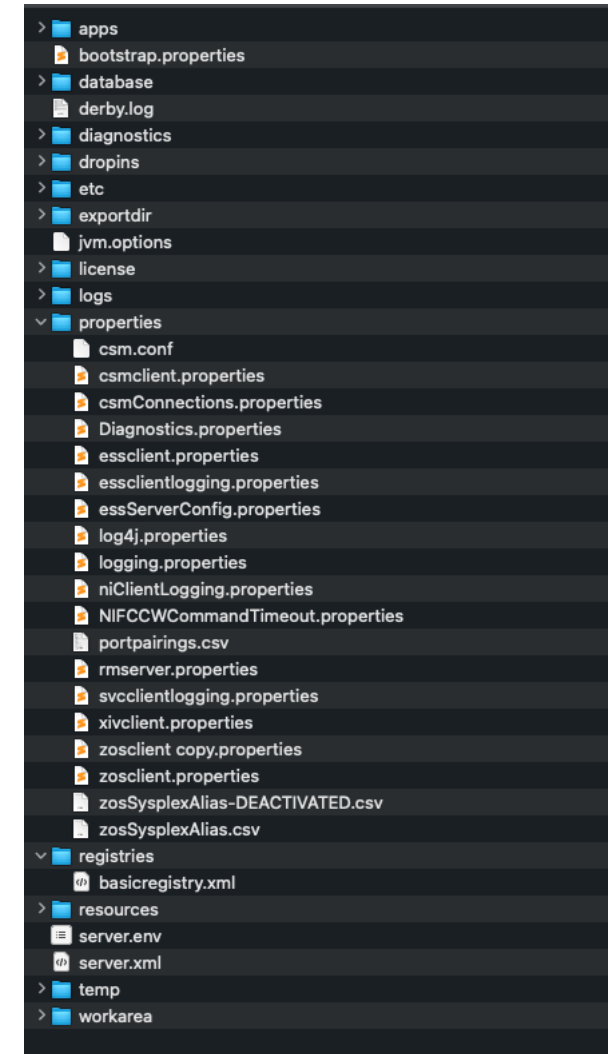 apps
bootstrap.properties
database
derby.log
diagnostics
dropins
etc
exportdir
jvm.options
license
logs
properties
csm.conf
csmclient.properties
csmConnections.properties
Diagnostics.properties
essclient.properties
essclientlogging.properties
essServerConfig.properties
log4j.properties
logging.properties
niClientLogging.properties
NIFCCWCommandTimeout.properties
portpairings.csv
rmserver.properties
svcclientlogging.properties
xivclient.properties
zosclient copy.properties
zosclient.properties
zosSysplexAlias-DEACTIVATED.csv
zosSysplexAlias.csv
registries
basicregistry.xml
resources
server.env
server.xml
temp
workarea